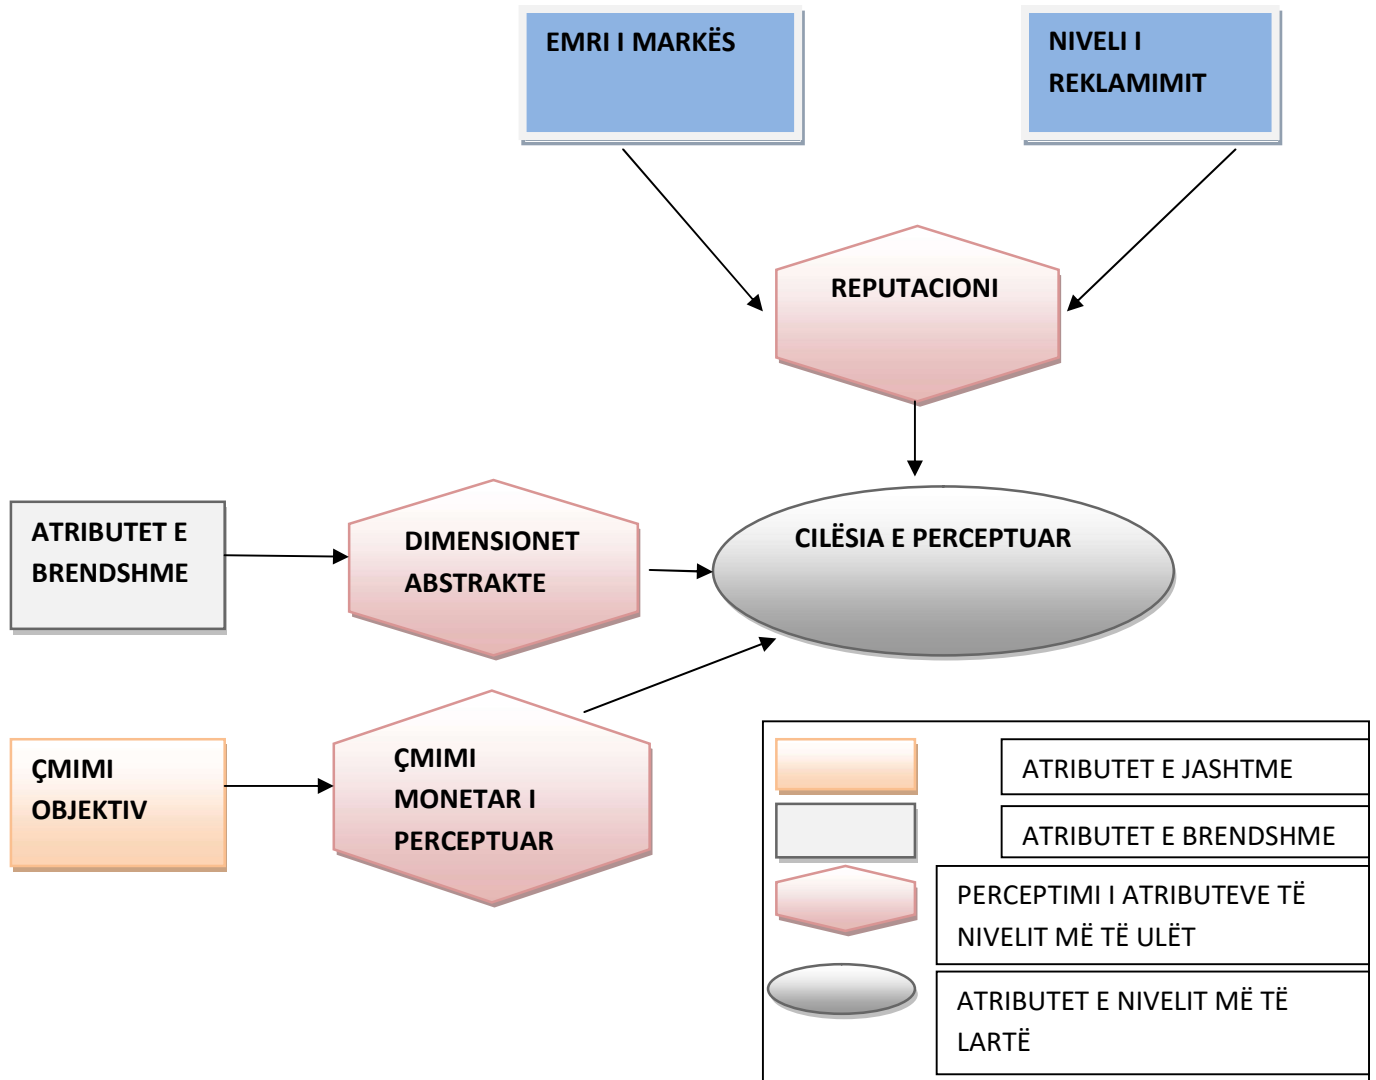 EMRI I MARKËS
NIVELI I
REKLAMIMIT
REPUTACIONI
ATRIBUTET E
BRENDSHME
DIMENSIONET
ABSTRAKTE
CILËSIA E PERCEPTUAR
ÇMIMI
OBJEKTIV
ÇMIMI
MONETAR I
PERCEPTUAR
ATRIBUTET E JASHTME
ATRIBUTET E BRENDSHME
PERCEPTIMI I ATRIBUTEVE TË
NIVELIT MË TË ULËT
ATRIBUTET E NIVELIT MË TË
LARTË